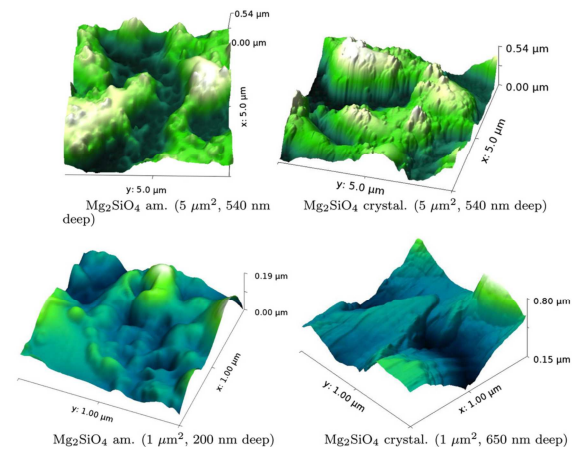 0.54 µm
0.00 µm
x: 5.0 µm
y: 5.0 µm
Mg₂SiO₄ am. (5 µm², 540 nm
deep)
0.54 µm
0.00 µm
x: 5.0 µm
y: 5.0 µm
Mg₂SiO₄ crystal. (5 µm², 540 nm deep)
0.19 µm
0.00 µm
x: 1.00 µm
y: 1.00 µm
Mg₂SiO₄ am. (1 µm², 200 nm deep)
0.80 µm
0.15 µm
x: 1.00 µm
y: 1.00 µm
Mg₂SiO₄ crystal. (1 µm², 650 nm deep)